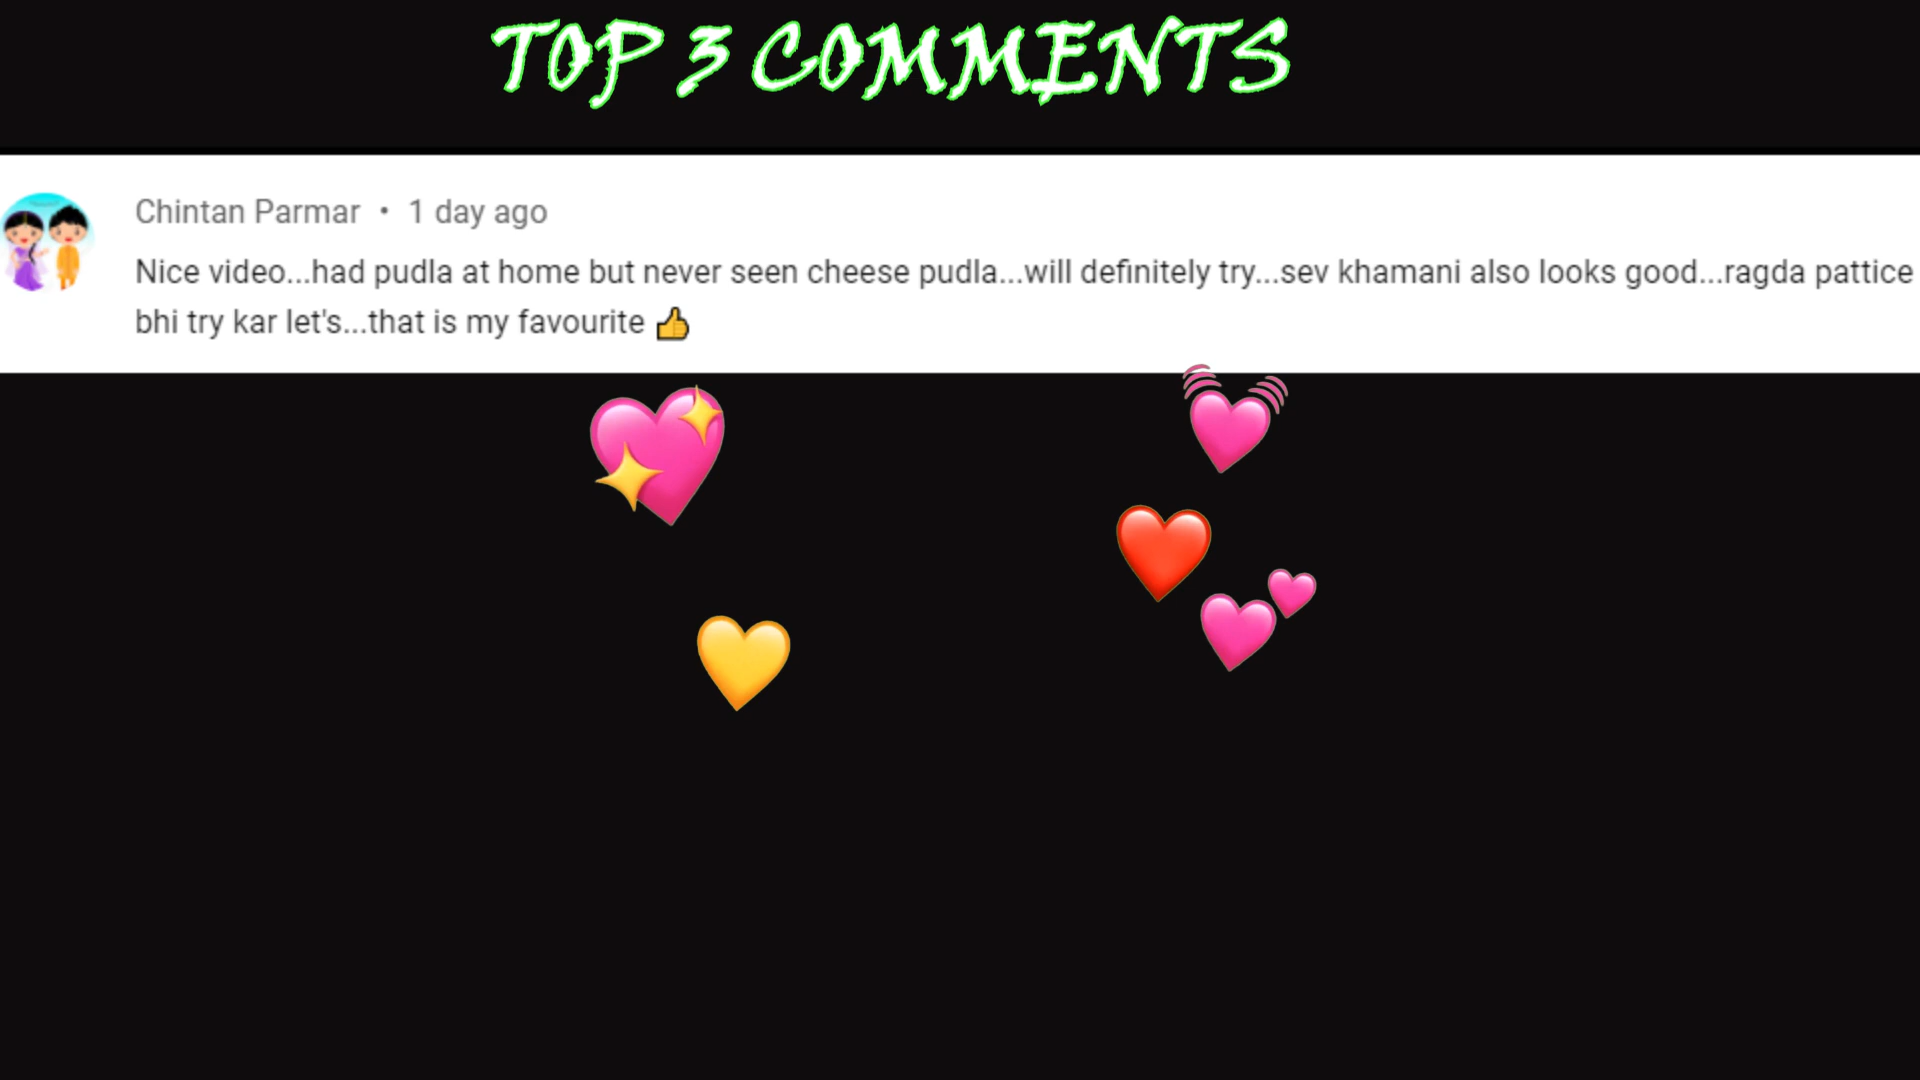 TOP 3 COMMENTS
Chintan Parmar • 1 day ago
Nice video...had pudla at home but never seen cheese pudla...will definitely try...sev khamani also looks good...ragda pattice
bhi try kar let's...that is my favourite 👍